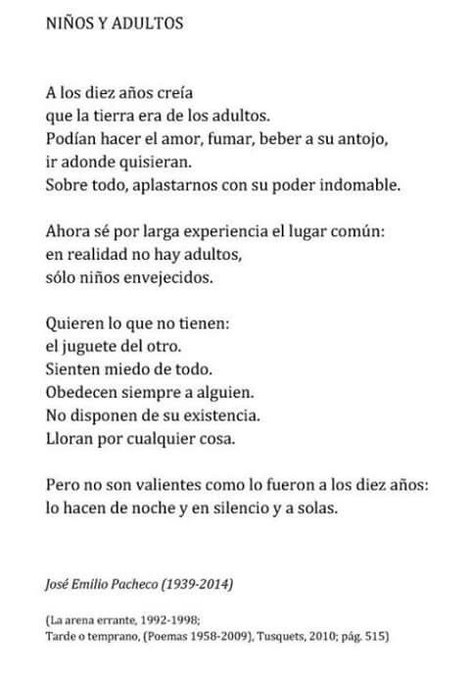 NIÑOS Y ADULTOS
A los diez años creía
que la tierra era de los adultos.
Podían hacer el amor, fumar, beber a su antojo,
ir adonde quisieran.
Sobre todo, aplastarnos con su poder indomable.
Ahora sé por larga experiencia el lugar común:
en realidad no hay adultos,
sólo niños envejecidos.
Quieren lo que no tienen:
el juguete del otro.
Sienten miedo de todo.
Obedecen siempre a alguien.
No disponen de su existencia.
Lloran por cualquier cosa.
Pero no son valientes como lo fueron a los diez años:
lo hacen de noche y en silencio y a solas.
José Emilio Pacheco (1939-2014)
(La arena errante, 1992-1998;
Tarde o temprano, (Poemas 1958-2009), Tusquets, 2010; pág. 515)